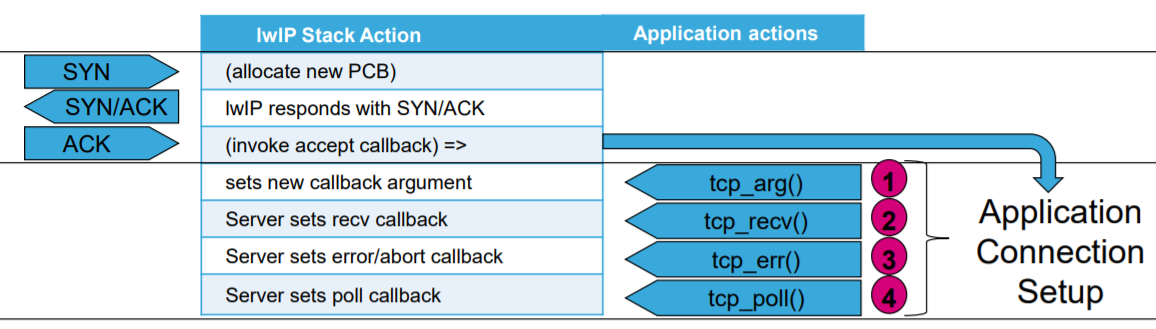 lwIP Stack Action Application actions
SYN (allocate new PCB)
SYN/ACK lwIP responds with SYN/ACK
ACK (invoke accept callback) =>
sets new callback argument tcp_arg() 1
Server sets recv callback tcp_recv() 2
Server sets error/abort callback tcp_err() 3
Server sets poll callback tcp_poll() 4
Application
Connection
Setup